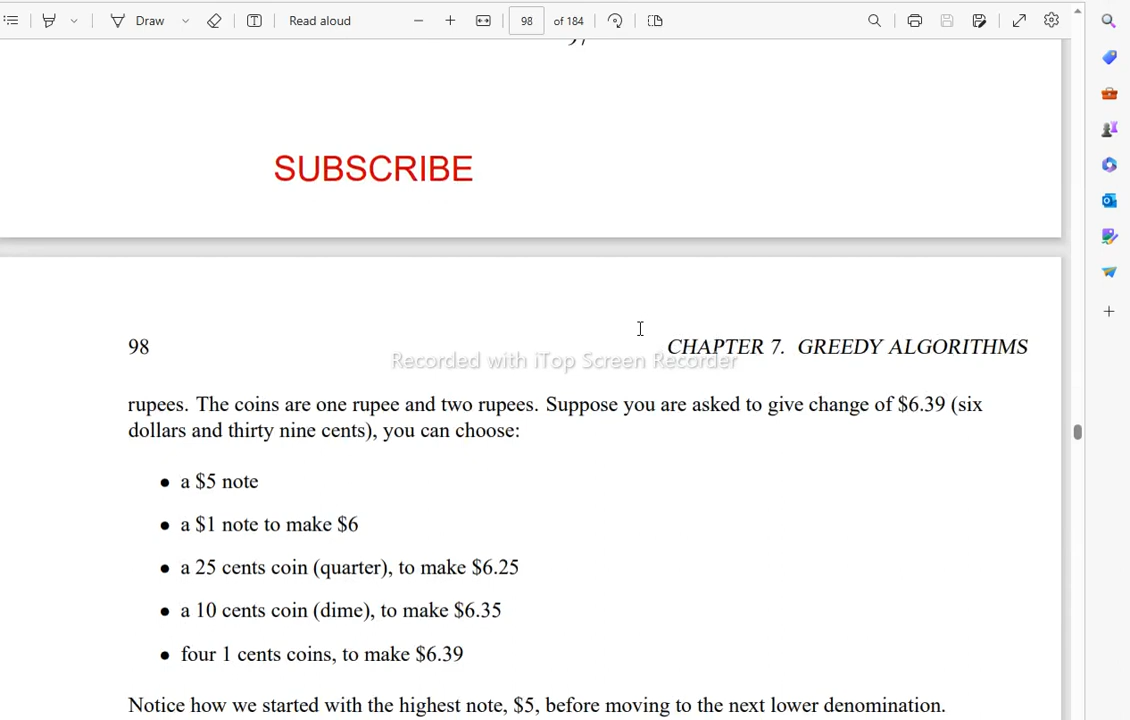 Draw
Read aloud
98 of 184
97
SUBSCRIBE
98 CHAPTER 7. GREEDY ALGORITHMS
Recorded with iTop Screen Recorder
rupees. The coins are one rupee and two rupees. Suppose you are asked to give change of $6.39 (six
dollars and thirty nine cents), you can choose:
• a $5 note
• a $1 note to make $6
• a 25 cents coin (quarter), to make $6.25
• a 10 cents coin (dime), to make $6.35
• four 1 cents coins, to make $6.39
Notice how we started with the highest note, $5, before moving to the next lower denomination.